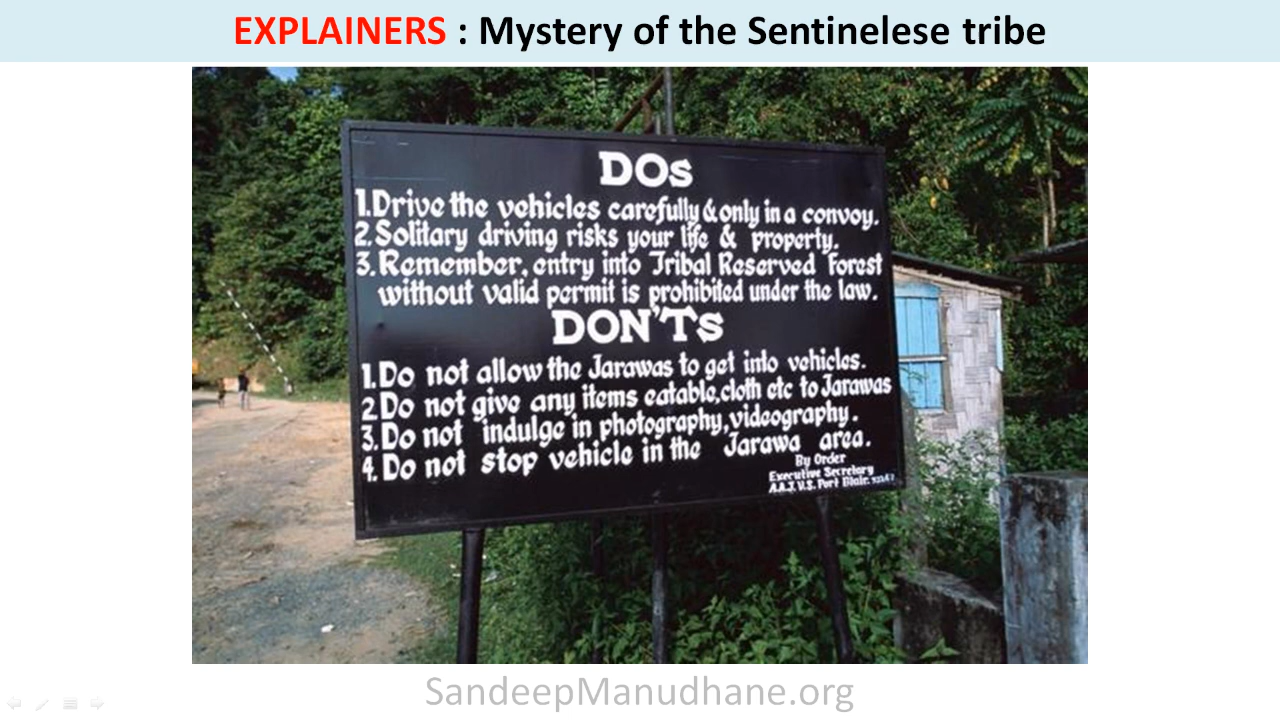 EXPLAINERS : Mystery of the Sentinelese tribe
DOs
1.Drive the vehicles carefully & only in a convoy.
2.Solitary driving risks your life & property.
3.Remember, entry into Tribal Reserved Forest
without valid permit is prohibited under the law.
DON'Ts
1.Do not allow the Jarawas to get into vehicles.
2.Do not give any items eatable,cloth etc to Jarawas
3.Do not indulge in photography,videography.
4.Do not stop vehicle in the Jarawa area.
By Order
Executive Secretary
A.A.J.V.S. Port Blair.
SandeepManudhane.org